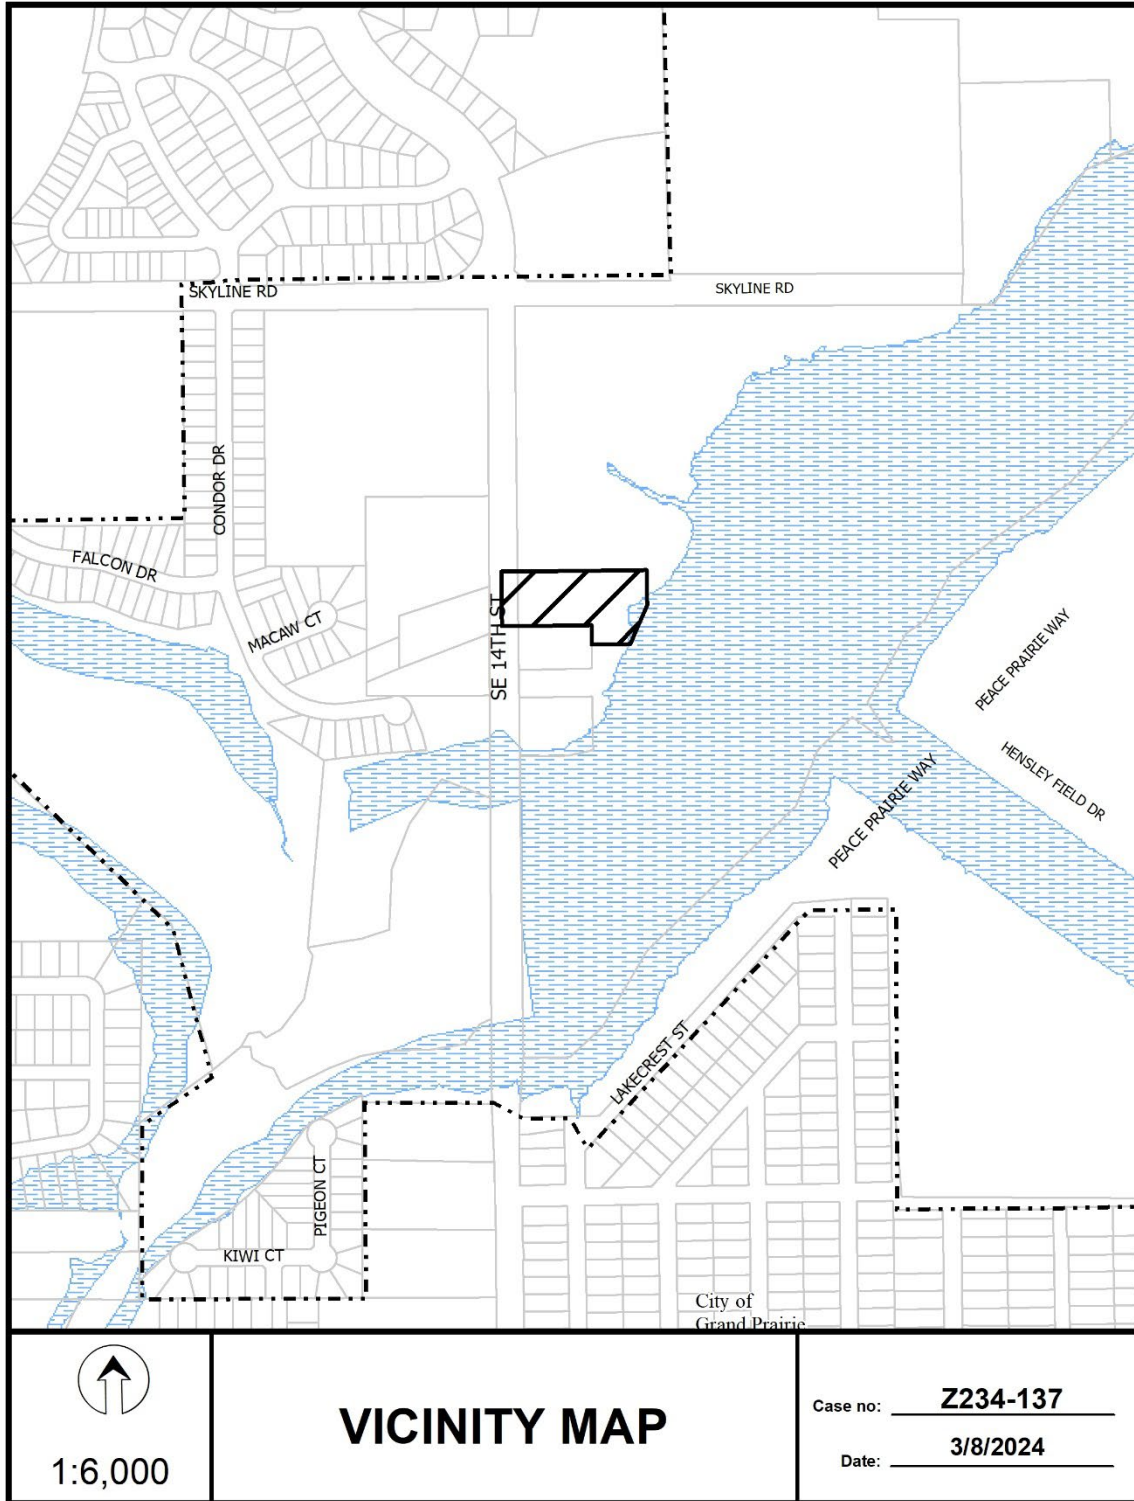 SKYLINE RD
SKYLINE RD
CONDOR DR
FALCON DR
MACAW CT
SE 14TH ST
PEACE PRAIRIE WAY
HENSLEY FIELD DR
PEACE PRAIRIE WAY
LAKECREST ST
PIGEON CT
KIWI CT
City of
Grand Prairie
1:6,000
VICINITY MAP
Case no: Z234-137
Date: 3/8/2024